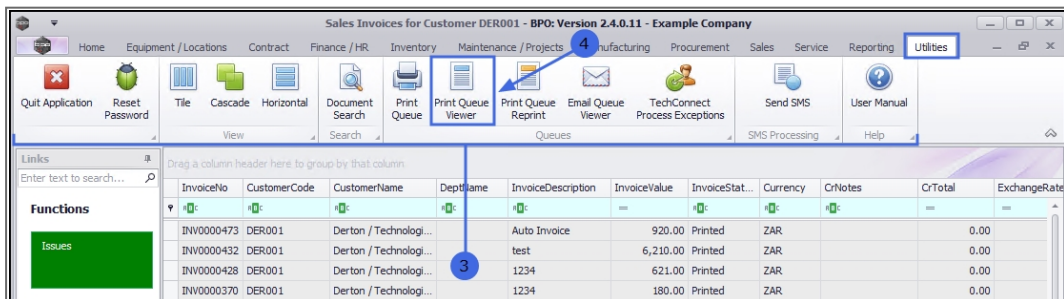 Sales Invoices for Customer DER001 - BPO: Version 2.4.0.11 - Example Company
Home Equipment / Locations Contract Finance / HR Inventory Maintenance / Projects 4 nufacturing Procurement Sales Service Reporting Utilities
Quit Application Reset Password Tile Cascade Horizontal Document Search Print Queue Print Queue Viewer Print Queue Reprint Email Queue Viewer TechConnect Process Exceptions Send SMS User Manual
View Search Queues SMS Processing Help
Links Drag a column header here to group by that column
Enter text to search...
InvoiceNo CustomerCode CustomerName DeptName InvoiceDescription InvoiceValue InvoiceStat... Currency CrNotes CrTotal ExchangeRate
Functions
Issues
INV0000473 DER001 Derton / Technologi... Auto Invoice 920.00 Printed ZAR 0.00
INV0000432 DER001 Derton / Technologi... test 6,210.00 Printed ZAR 0.00
INV0000428 DER001 Derton / Technologi... 3 1234 621.00 Printed ZAR 0.00
INV0000370 DER001 Derton / Technologi... 1234 180.00 Printed ZAR 0.00